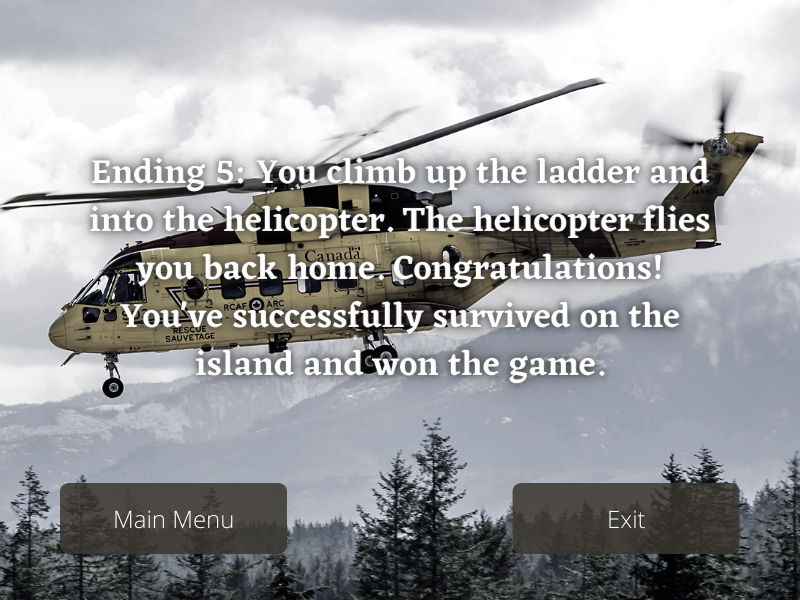 Ending 5: You climb up the ladder and
into the helicopter. The helicopter flies
you back home. Congratulations!
You've successfully survived on the
island and won the game.
Canada
RCAF ARC
RESCUE
SAUVETAGE
Main Menu
Exit